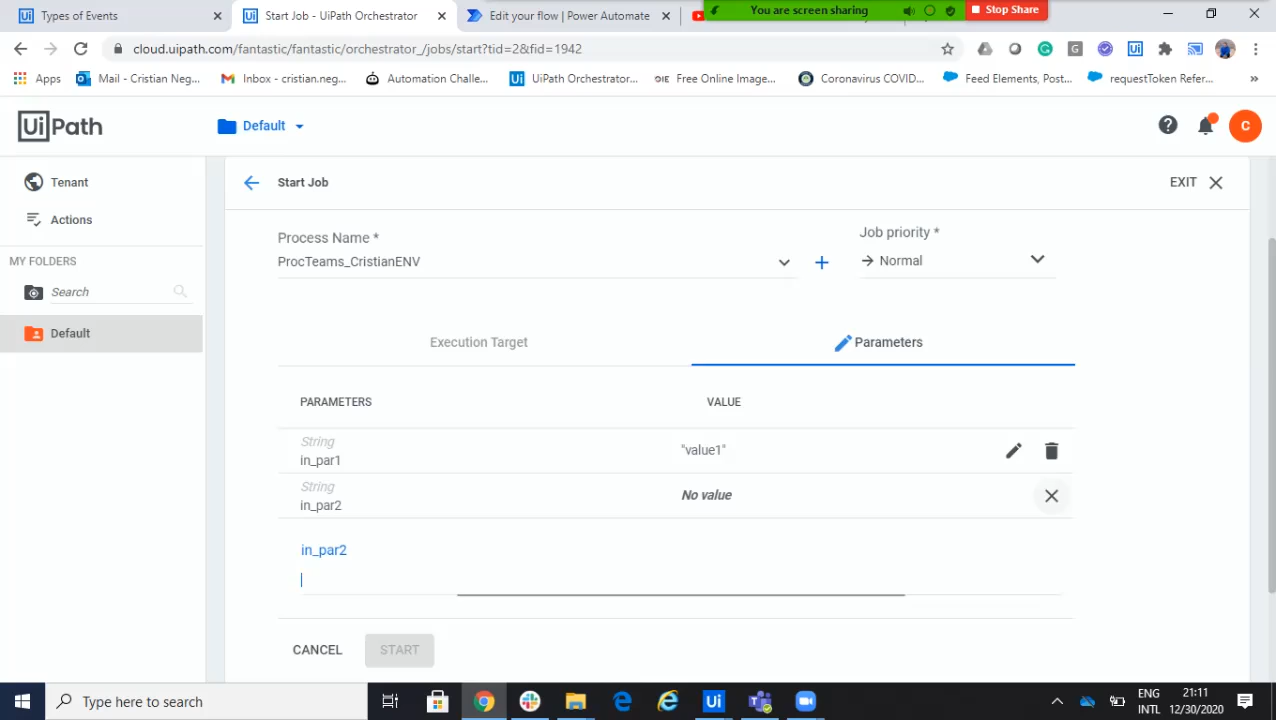 Types of Events
Start Job - UiPath Orchestrator
Edit your flow | Power Automate
You are screen sharing
Stop Share
cloud.uipath.com/fantastic/fantastic/orchestrator_/jobs/start?tid=2&fid=1942
Apps
Mail - Cristian Neg...
Inbox - cristian.neg...
Automation Challe...
UiPath Orchestrator...
Free Online Image...
Coronavirus COVID...
Feed Elements, Post...
requestToken Refer...
UiPath
Default
C
Tenant
Actions
MY FOLDERS
Search
Default
Start Job
EXIT
Process Name *
ProcTeams_CristianENV
Job priority *
Normal
Execution Target
Parameters
PARAMETERS
VALUE
String
in_par1
"value1"
String
in_par2
No value
in_par2
CANCEL
START
Type here to search
ENG
INTL
21:11
12/30/2020